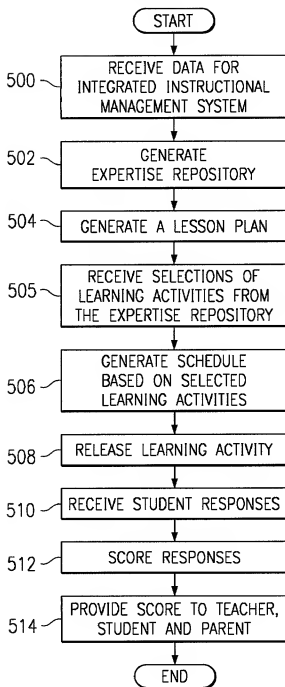 START
500
RECEIVE DATA FOR
INTEGRATED INSTRUCTIONAL
MANAGEMENT SYSTEM
502
GENERATE
EXPERTISE REPOSITORY
504
GENERATE A LESSON PLAN
505
RECEIVE SELECTIONS OF
LEARNING ACTIVITIES FROM
THE EXPERTISE REPOSITORY
506
GENERATE SCHEDULE
BASED ON SELECTED
LEARNING ACTIVITIES
508
RELEASE LEARNING ACTIVITY
510
RECEIVE STUDENT RESPONSES
512
SCORE RESPONSES
514
PROVIDE SCORE TO TEACHER,
STUDENT AND PARENT
END